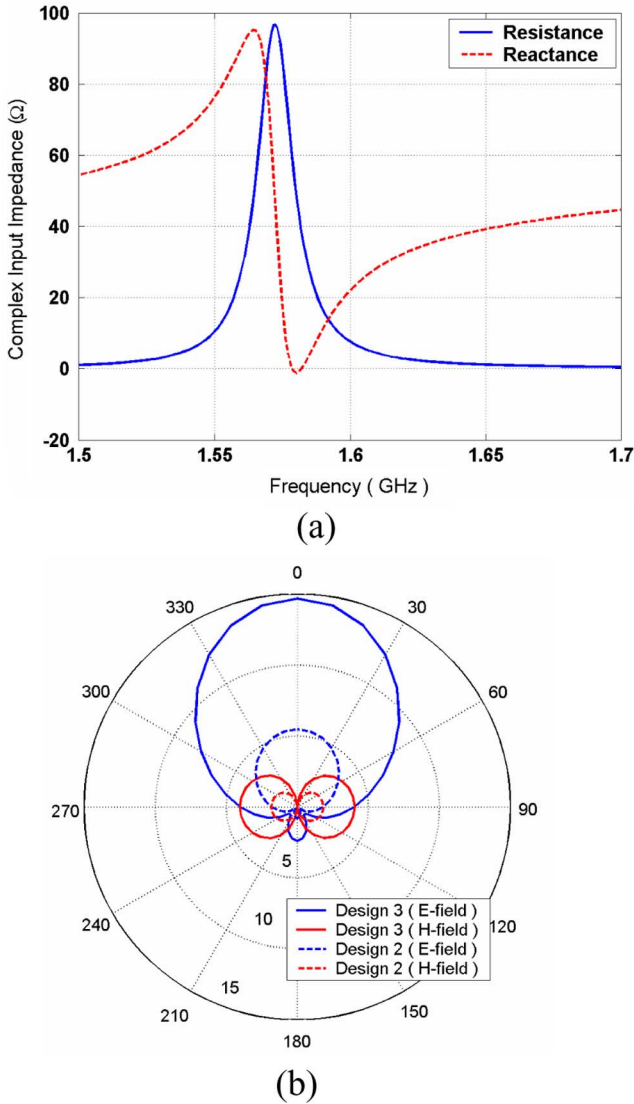 100
80
60
40
20
0
-20
Complex Input Impedance (Ω)
Resistance
Reactance
1.5
1.55
1.6
1.65
1.7
Frequency ( GHz )
(a)
0
330
30
300
60
270
90
240
120
210
150
180
5
10
15
Design 3 ( E-field )
Design 3 ( H-field )
Design 2 ( E-field )
Design 2 ( H-field )
(b)